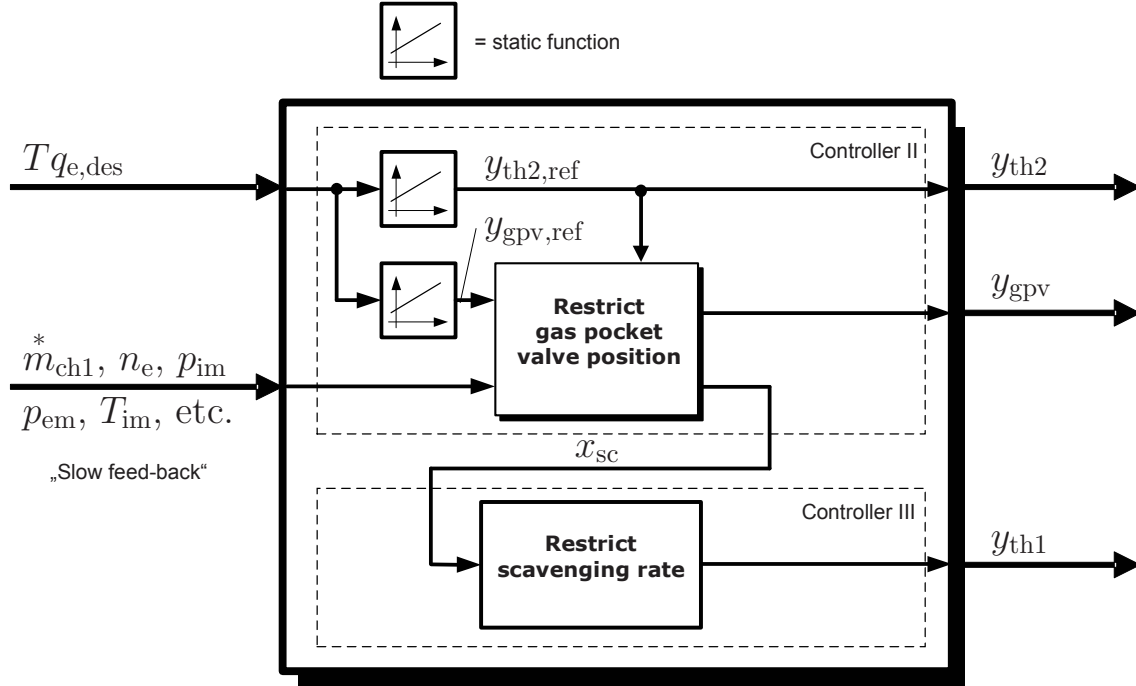 = static function
Controller II
Tq_e,des
y_th2,ref
y_th2
y_gpv,ref
y_gpv
Restrict
gas pocket
valve position
*
m_ch1, n_e, p_im
p_em, T_im, etc.
„Slow feed-back“
x_sc
Controller III
Restrict
scavenging rate
y_th1